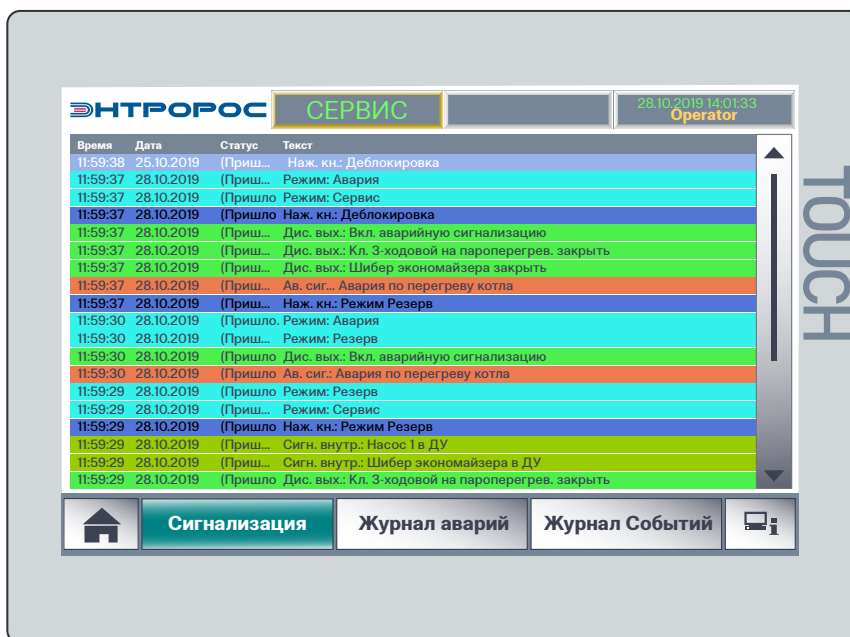 ЭНТРОРОС СЕРВИС 28.10.2019 14:01:33
Operator
Время Дата Статус Текст
11:59:38 25.10.2019 (Приш... Наж. кн.: Деблокировка
11:59:37 28.10.2019 (Приш... Режим: Авария
11:59:37 28.10.2019 (Пришло Режим: Сервис
11:59:37 28.10.2019 (Пришло Наж. кн.: Деблокировка
11:59:37 28.10.2019 (Приш... Дис. вых.: Вкл. аварийную сигнализацию
11:59:37 28.10.2019 (Приш... Дис. вых.: Кл. 3-ходовой на пароперегрев. закрыть
11:59:37 28.10.2019 (Приш... Дис. вых.: Шибер экономайзера закрыть
11:59:37 28.10.2019 (Приш... Ав. сиг... Авария по перегреву котла
11:59:37 28.10.2019 (Приш... Наж. кн.: Режим Резерв
11:59:30 28.10.2019 (Пришло. Режим: Авария
11:59:30 28.10.2019 (Приш... Режим: Резерв
11:59:30 28.10.2019 (Пришло Дис. вых.: Вкл. аварийную сигнализацию
11:59:30 28.10.2019 (Пришло Ав. сиг.: Авария по перегреву котла
11:59:29 28.10.2019 (Пришло Режим: Резерв
11:59:29 28.10.2019 (Приш... Режим: Сервис
11:59:29 28.10.2019 (Пришло Наж. кн.: Режим Резерв
11:59:29 28.10.2019 (Приш... Сигн. внутр.: Насос 1 в ДУ
11:59:29 28.10.2019 (Приш... Сигн. внутр.: Шибер экономайзера в ДУ
11:59:29 28.10.2019 (Пришло Дис. вых.: Кл. 3-ходовой на пароперегрев. закрыть
Сигнализация Журнал аварий Журнал Событий
TOUCH